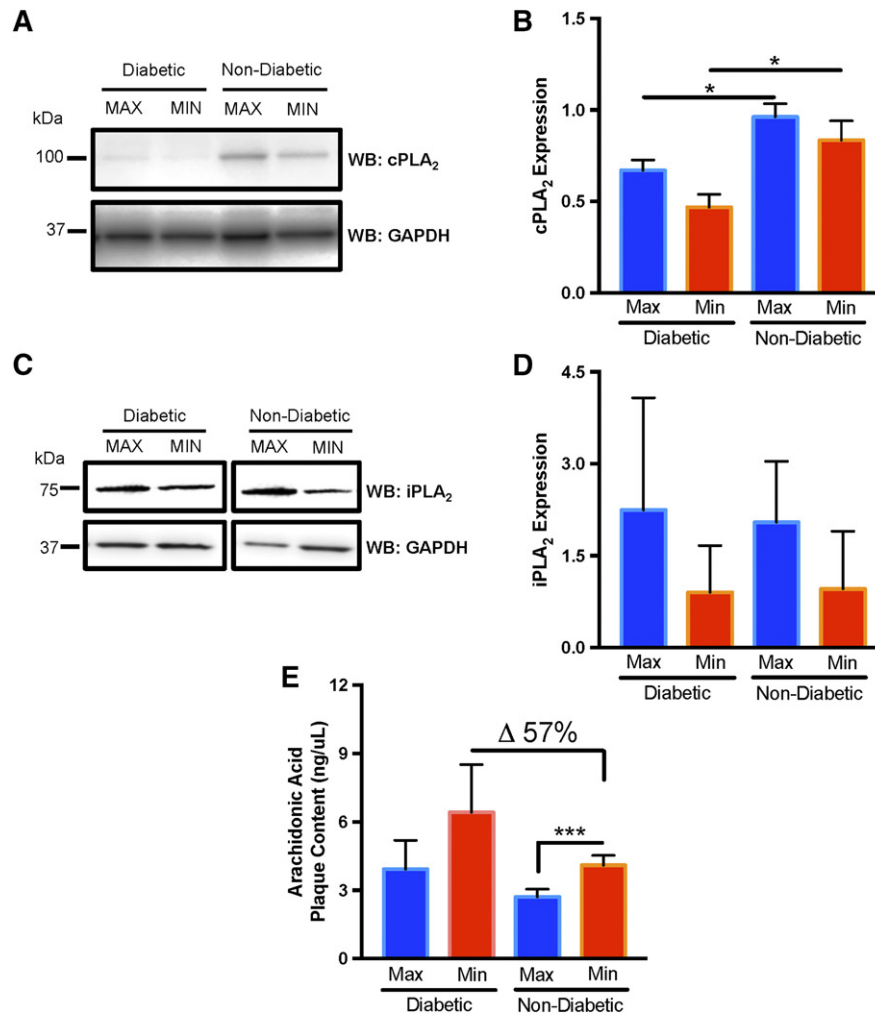 A
Diabetic Non-Diabetic
MAX MIN MAX MIN
kDa
100 WB: cPLA₂
37 WB: GAPDH
B
cPLA₂ Expression
1.5
1.0
0.5
0.0
* *
Max Min Max Min
Diabetic Non-Diabetic
C
Diabetic Non-Diabetic
MAX MIN MAX MIN
kDa
75 WB: iPLA₂
37 WB: GAPDH
D
iPLA₂ Expression
4.5
3.0
1.5
0.0
Max Min Max Min
Diabetic Non-Diabetic
E
Arachidonic Acid
Plaque Content (ng/uL)
12
9
6
3
0
Δ 57%
***
Max Min Max Min
Diabetic Non-Diabetic